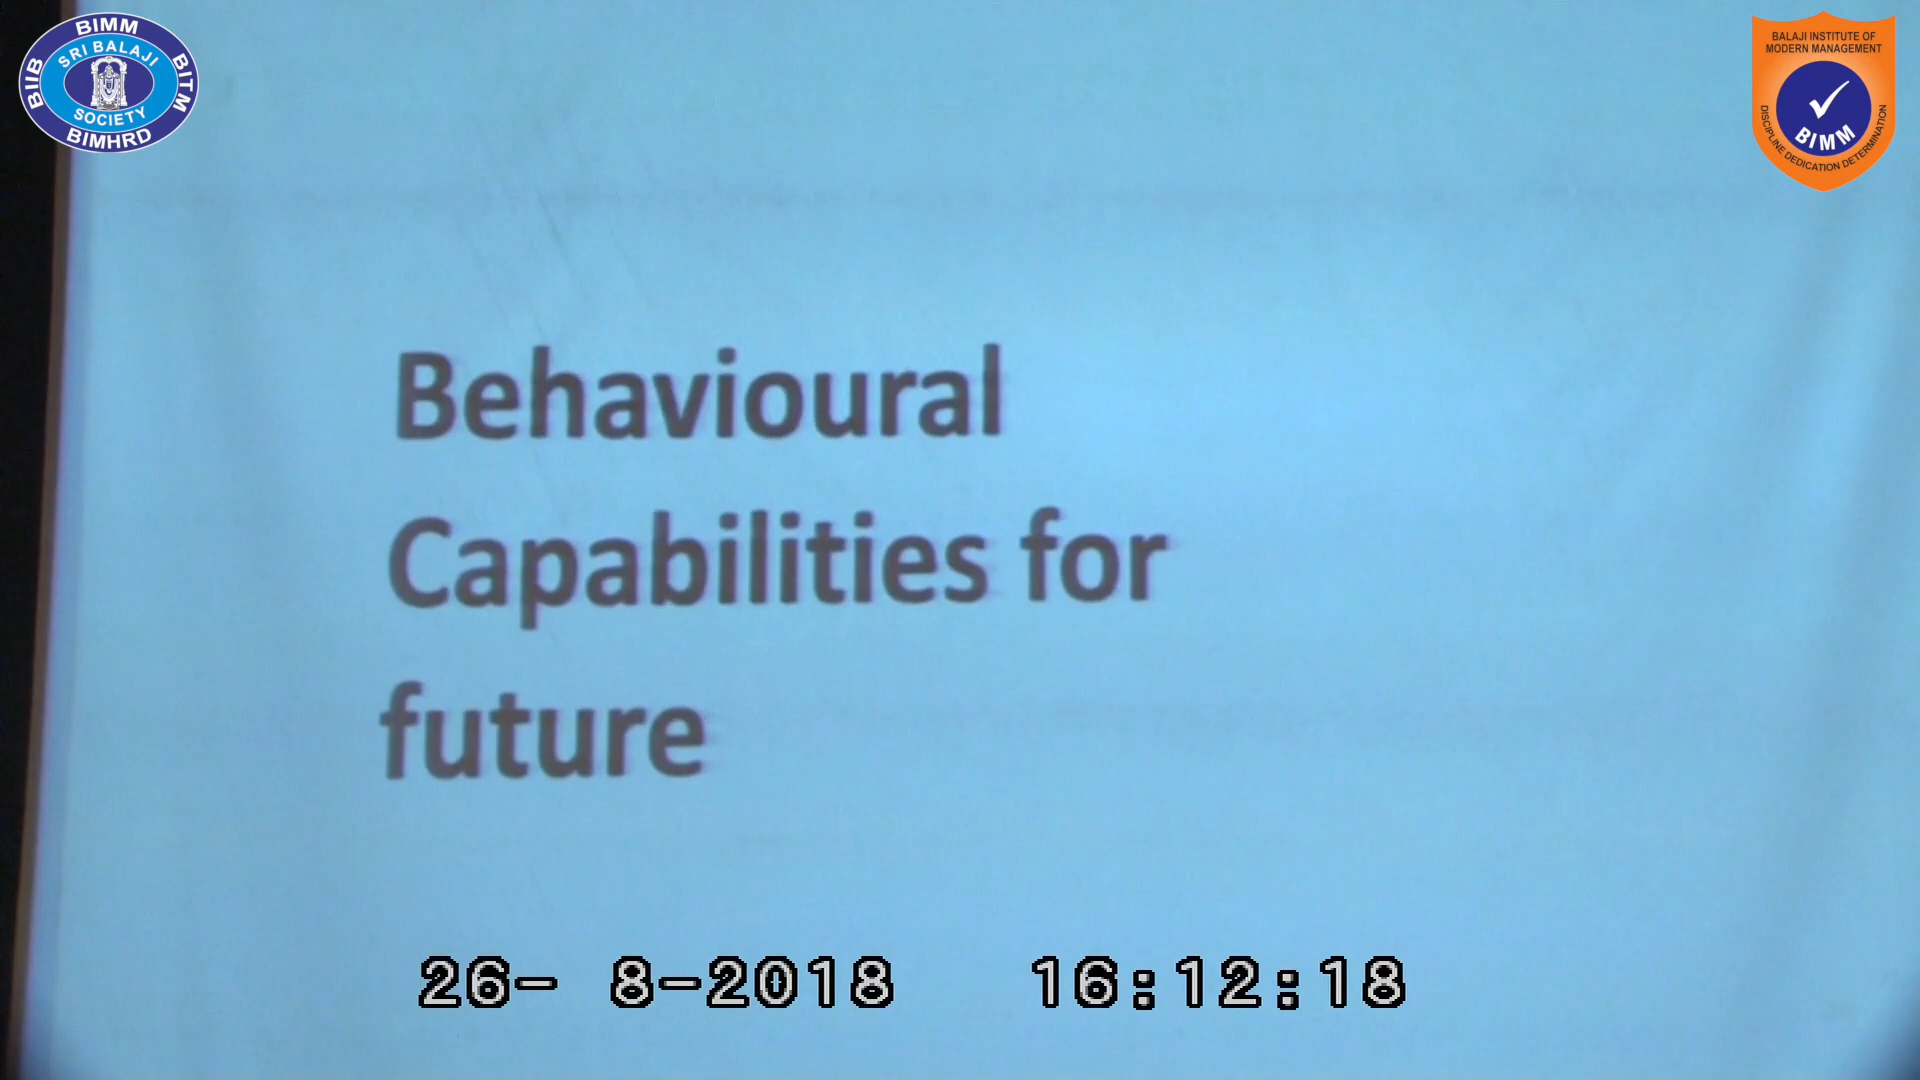 BIMM
SRI BALAJI
BIIB
BITM
SOCIETY
BIMHRD
BALAJI INSTITUTE OF
MODERN MANAGEMENT
BIMM
DISCIPLINE DEDICATION DETERMINATION
Behavioural
Capabilities for
future
26- 8-2018 16:12:18